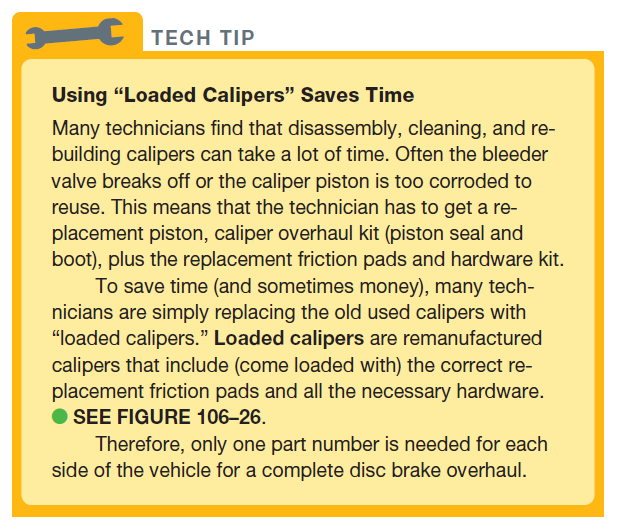 TECH TIP
Using “Loaded Calipers” Saves Time
Many technicians find that disassembly, cleaning, and re-
building calipers can take a lot of time. Often the bleeder
valve breaks off or the caliper piston is too corroded to
reuse. This means that the technician has to get a re-
placement piston, caliper overhaul kit (piston seal and
boot), plus the replacement friction pads and hardware kit.
To save time (and sometimes money), many tech-
nicians are simply replacing the old used calipers with
“loaded calipers.” Loaded calipers are remanufactured
calipers that include (come loaded with) the correct re-
placement friction pads and all the necessary hardware.
● SEE FIGURE 106–26.
Therefore, only one part number is needed for each
side of the vehicle for a complete disc brake overhaul.